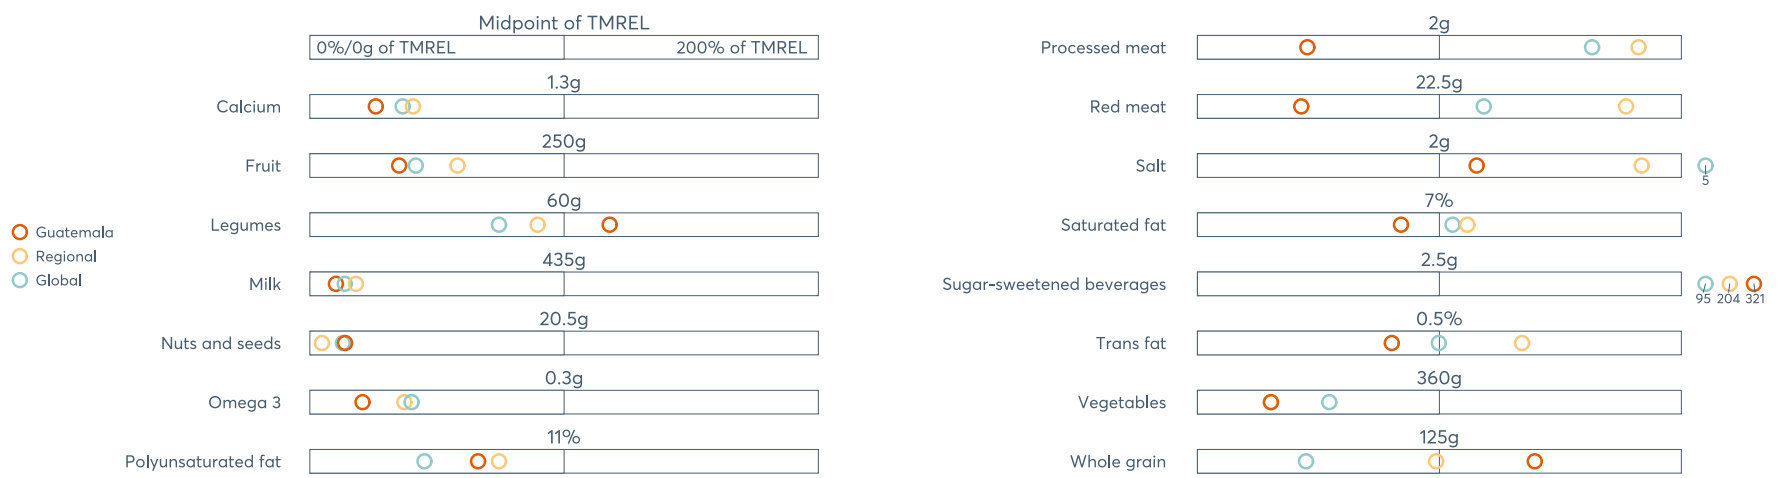 Midpoint of TMREL
0%/0g of TMREL 200% of TMREL
1.3g
Calcium
250g
Fruit
60g
Legumes
435g
Milk
20.5g
Nuts and seeds
0.3g
Omega 3
11%
Polyunsaturated fat
Guatemala
Regional
Global
2g
Processed meat
22.5g
Red meat
2g
Salt
5
7%
Saturated fat
2.5g
Sugar-sweetened beverages
95 204 321
0.5%
Trans fat
360g
Vegetables
125g
Whole grain